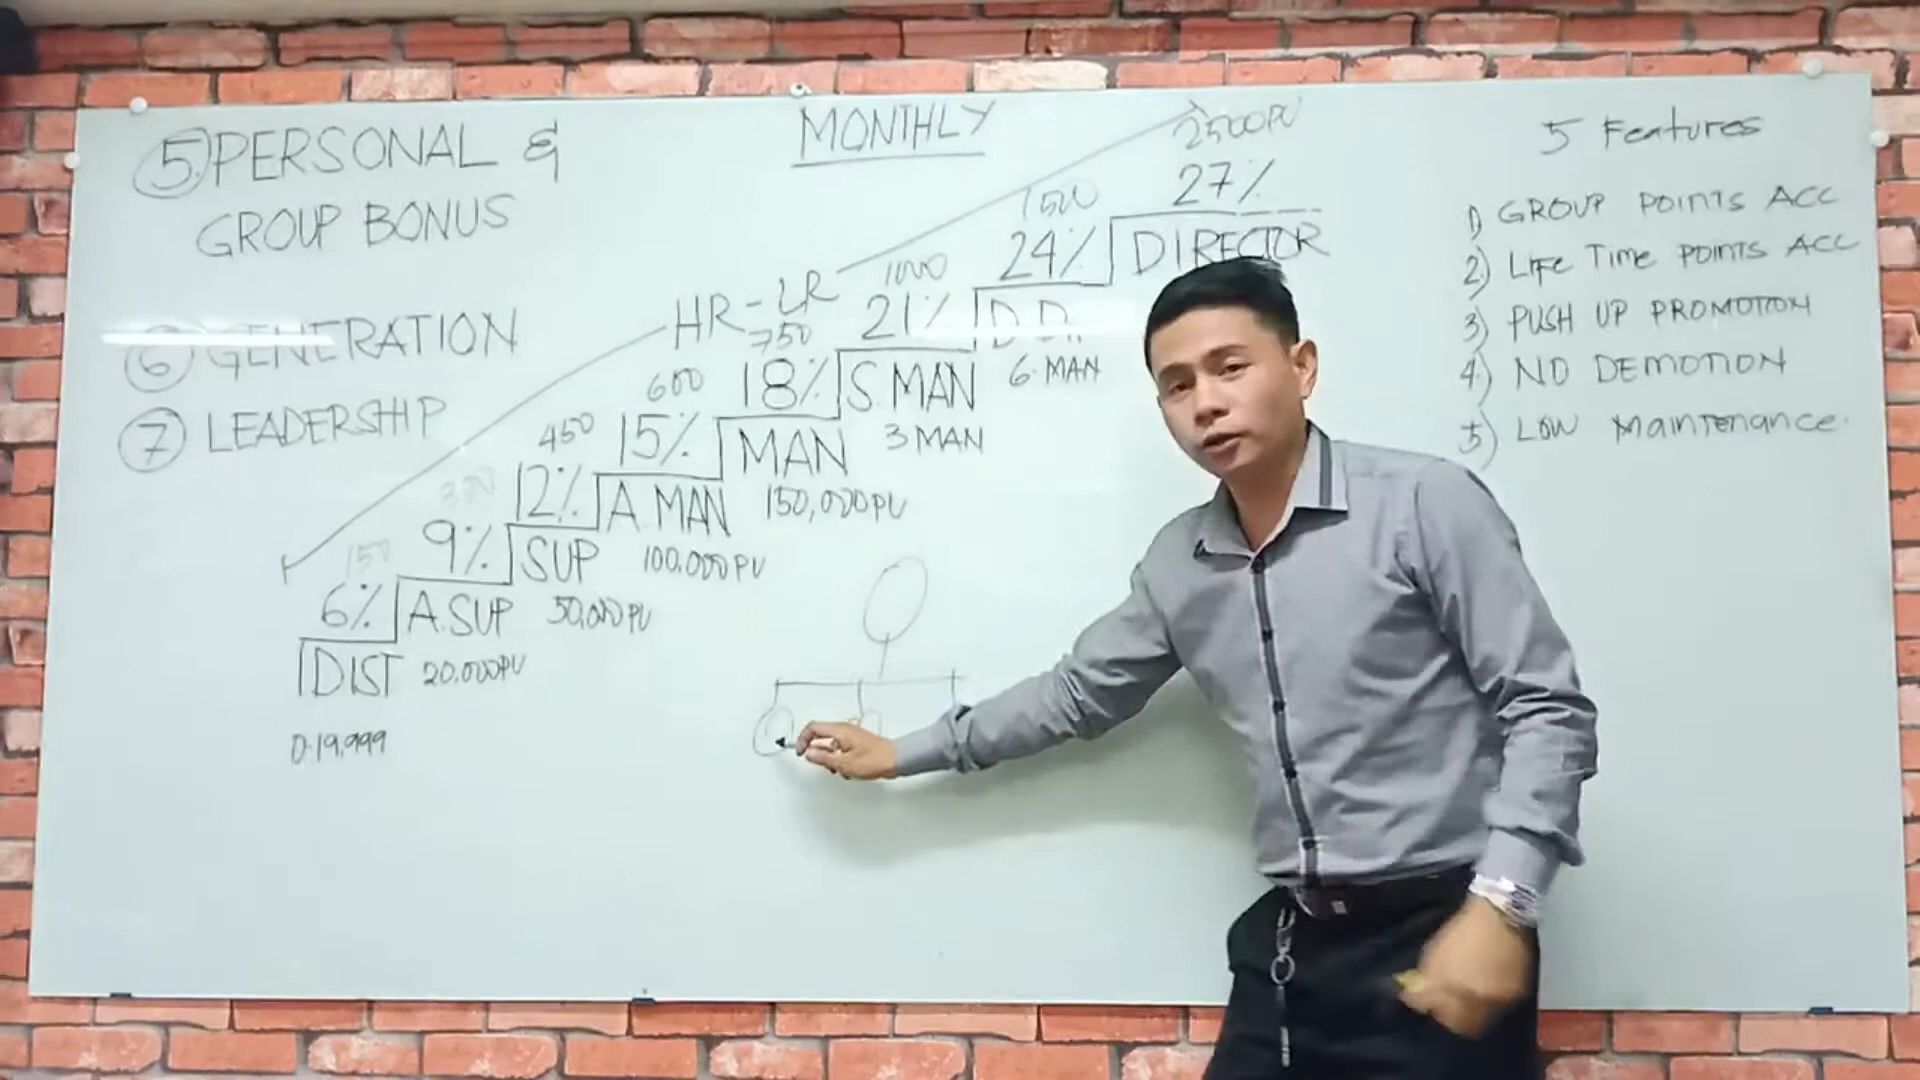 5. PERSONAL &
GROUP BONUS
6 GENERATION
7 LEADERSHIP
MONTHLY
HR - LR
2500PV
27%
DIRECTOR
1500
24%
D.D.
6 MAN
1000
21%
S.MAN
3 MAN
750
18%
MAN
150,000PV
600
15%
A.MAN
100,000PV
450
12%
SUP
50,000PV
300
9%
A.SUP
20,000PV
150
6%
DIST
0-19,999
5 Features
1) GROUP POINTS ACC
2) LIFE TIME POINTS ACC
3) PUSH UP PROMOTION
4) NO DEMOTION
5) LOW Maintenance